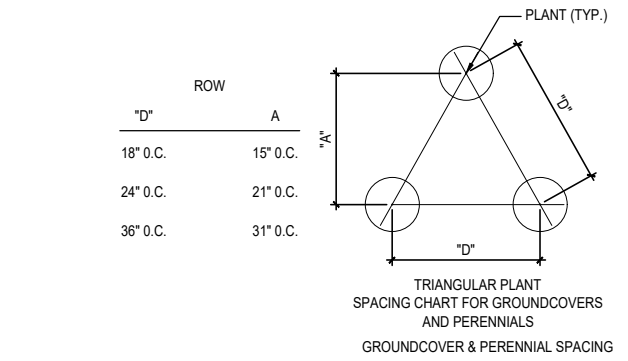 PLANT (TYP.)
ROW
"D" A
18" O.C. 15" O.C.
24" O.C. 21" O.C.
36" O.C. 31" O.C.
"A"
"D"
"D"
TRIANGULAR PLANT
SPACING CHART FOR GROUNDCOVERS
AND PERENNIALS
GROUNDCOVER & PERENNIAL SPACING